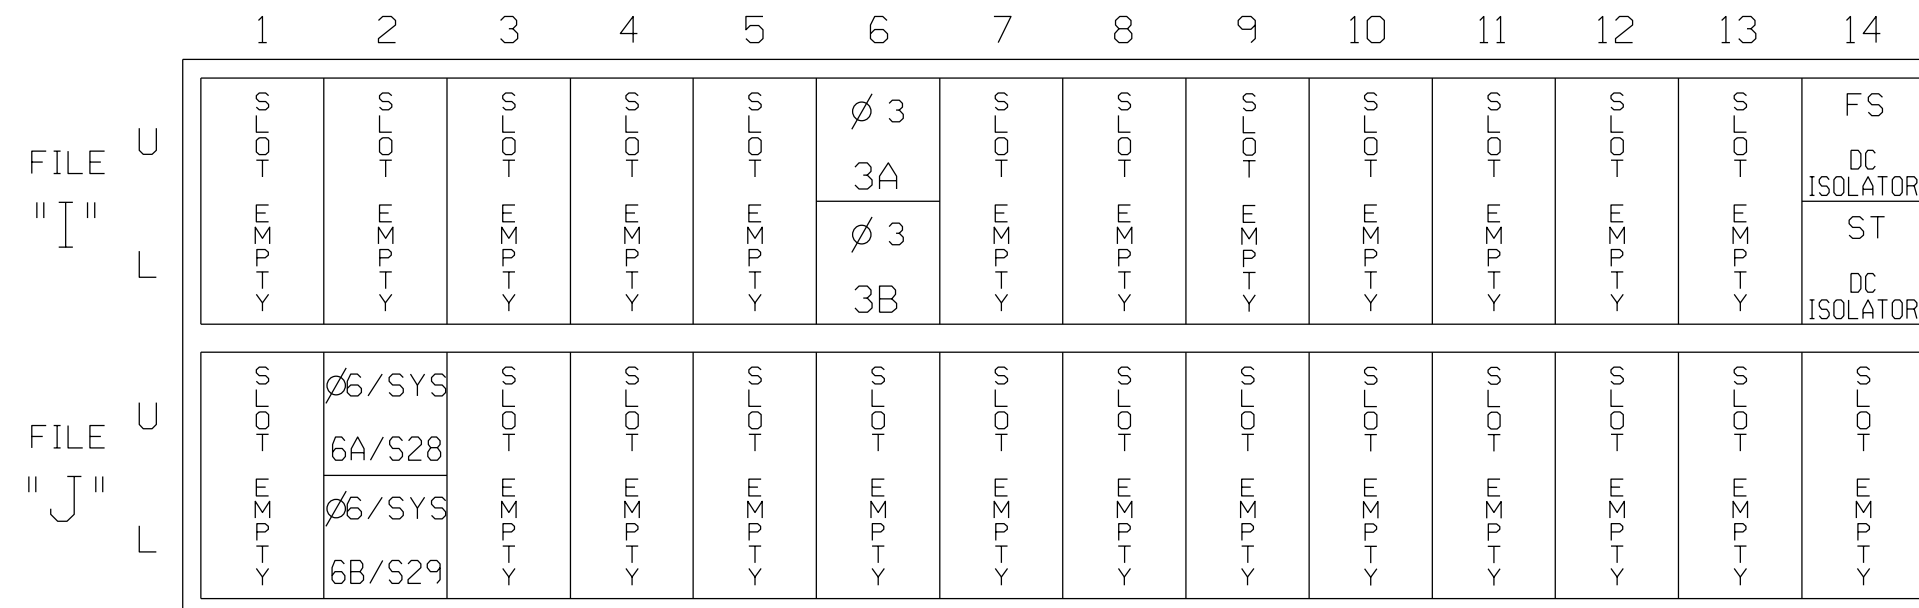 1 2 3 4 5 6 7 8 9 10 11 12 13 14
FILE "I"
U
L
SLOT EMPTY
SLOT EMPTY
SLOT EMPTY
SLOT EMPTY
SLOT EMPTY
Ø 3
3A
Ø 3
3B
SLOT EMPTY
SLOT EMPTY
SLOT EMPTY
SLOT EMPTY
SLOT EMPTY
SLOT EMPTY
SLOT EMPTY
FS
DC
ISOLATOR
ST
DC
ISOLATOR
FILE "J"
U
L
SLOT EMPTY
Ø6/SYS
6A/S28
Ø6/SYS
6B/S29
SLOT EMPTY
SLOT EMPTY
SLOT EMPTY
SLOT EMPTY
SLOT EMPTY
SLOT EMPTY
SLOT EMPTY
SLOT EMPTY
SLOT EMPTY
SLOT EMPTY
SLOT EMPTY
SLOT EMPTY